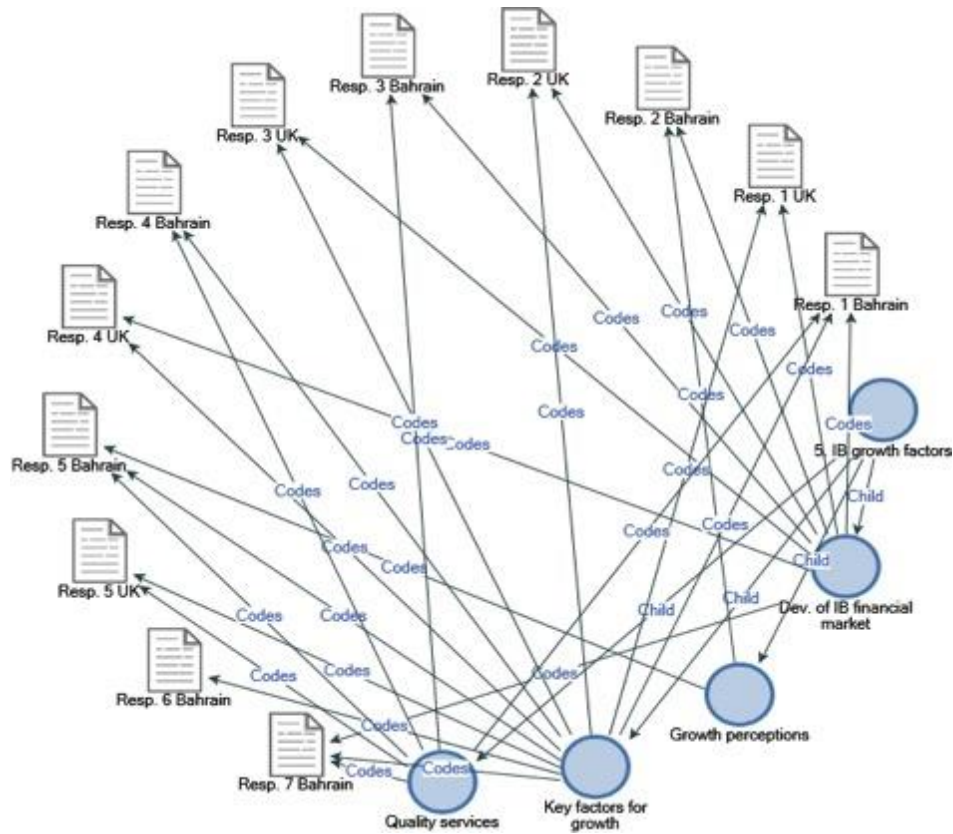 Resp. 3 Bahrain
Resp. 2 UK
Resp. 2 Bahrain
Resp. 3 UK
Resp. 1 UK
Resp. 4 Bahrain
Resp. 1 Bahrain
Resp. 4 UK
Codes
Codes
Codes
Codes
Codes
Codes
Codes
Codes
Codes
Codes
Codes
5. IB growth factors
Resp. 5 Bahrain
Codes
Codes
Codes
Child
Codes
Codes
Codes
Resp. 5 UK
Codes
Child
Dev. of IB financial
market
Codes
Codes
Child
Child
Codes
Codes
Codes
Resp. 6 Bahrain
Codes
Growth perceptions
Resp. 7 Bahrain
Codes
Codes
Quality services
Key factors for
growth